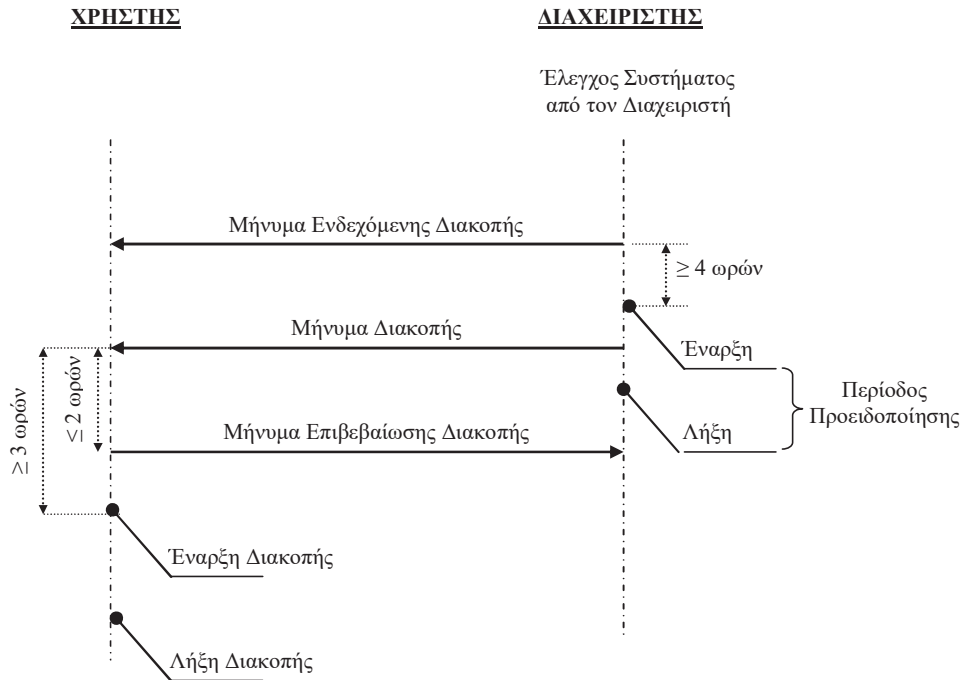 ΧΡΗΣΤΗΣ
ΔΙΑΧΕΙΡΙΣΤΗΣ
Έλεγχος Συστήματος
από τον Διαχειριστή
Μήνυμα Ενδεχόμενης Διακοπής
≥ 4 ωρών
Μήνυμα Διακοπής
Έναρξη
≥ 3 ωρών
≤ 2 ωρών
Περίοδος
Προειδοποίησης
Μήνυμα Επιβεβαίωσης Διακοπής
Λήξη
Έναρξη Διακοπής
Λήξη Διακοπής